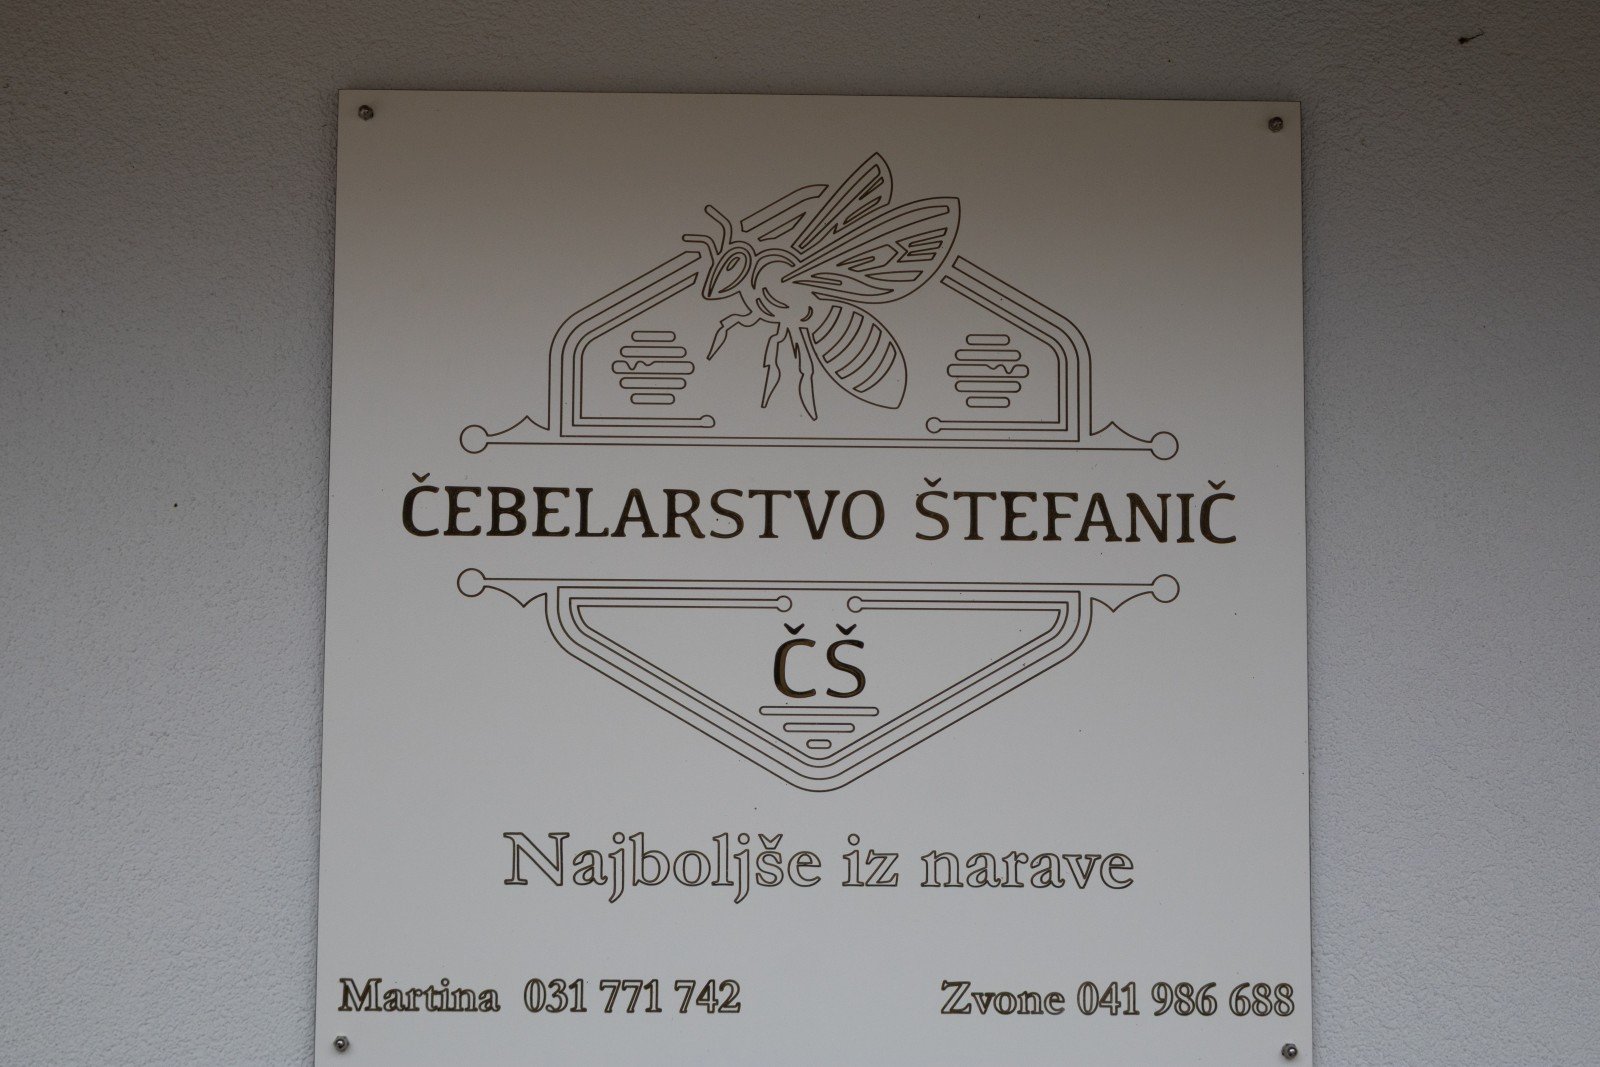 ČEBELARSTVO ŠTEFANIČ
ČŠ
Najboljše iz narave
Martina 031 771 742
Zvone 041 986 688